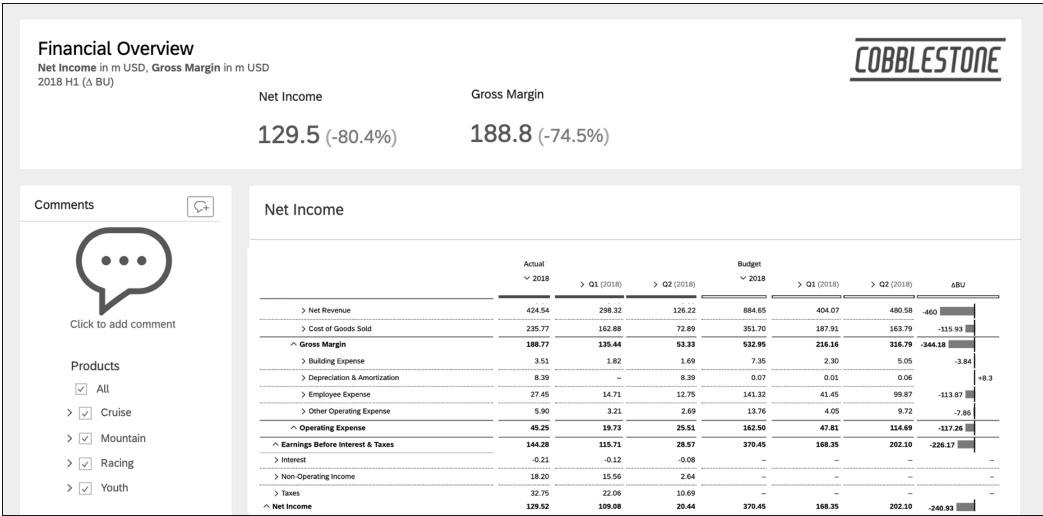 Financial Overview
Net Income in m USD, Gross Margin in m USD
2018 H1 (Δ BU)
COBBLESTONE
Net Income
Gross Margin
129.5 (-80.4%)
188.8 (-74.5%)
Comments
Click to add comment
Products
All
Cruise
Mountain
Racing
Youth
Net Income
Actual Budget
2018 Q1 (2018) Q2 (2018) 2018 Q1 (2018) Q2 (2018) ΔBU
Net Revenue 424.54 298.32 126.22 884.65 404.07 480.58 -460
Cost of Goods Sold 235.77 162.88 72.89 351.70 187.91 163.79 -115.93
Gross Margin 188.77 135.44 53.33 532.95 216.16 316.79 -344.18
Building Expense 3.51 1.82 1.69 7.35 2.30 5.05 -3.84
Depreciation & Amortization 8.39 – 8.39 0.07 0.01 0.06 +8.3
Employee Expense 27.45 14.71 12.75 141.32 41.45 99.87 -113.87
Other Operating Expense 5.90 3.21 2.69 13.76 4.05 9.72 -7.86
Operating Expense 45.25 19.73 25.51 162.50 47.81 114.69 -117.26
Earnings Before Interest & Taxes 144.28 115.71 28.57 370.45 168.35 202.10 -226.17
Interest -0.21 -0.12 -0.08 – – – –
Non-Operating Income 18.20 15.56 2.64 – – – –
Taxes 32.75 22.06 10.69 – – – –
Net Income 129.52 109.08 20.44 370.45 168.35 202.10 -240.93